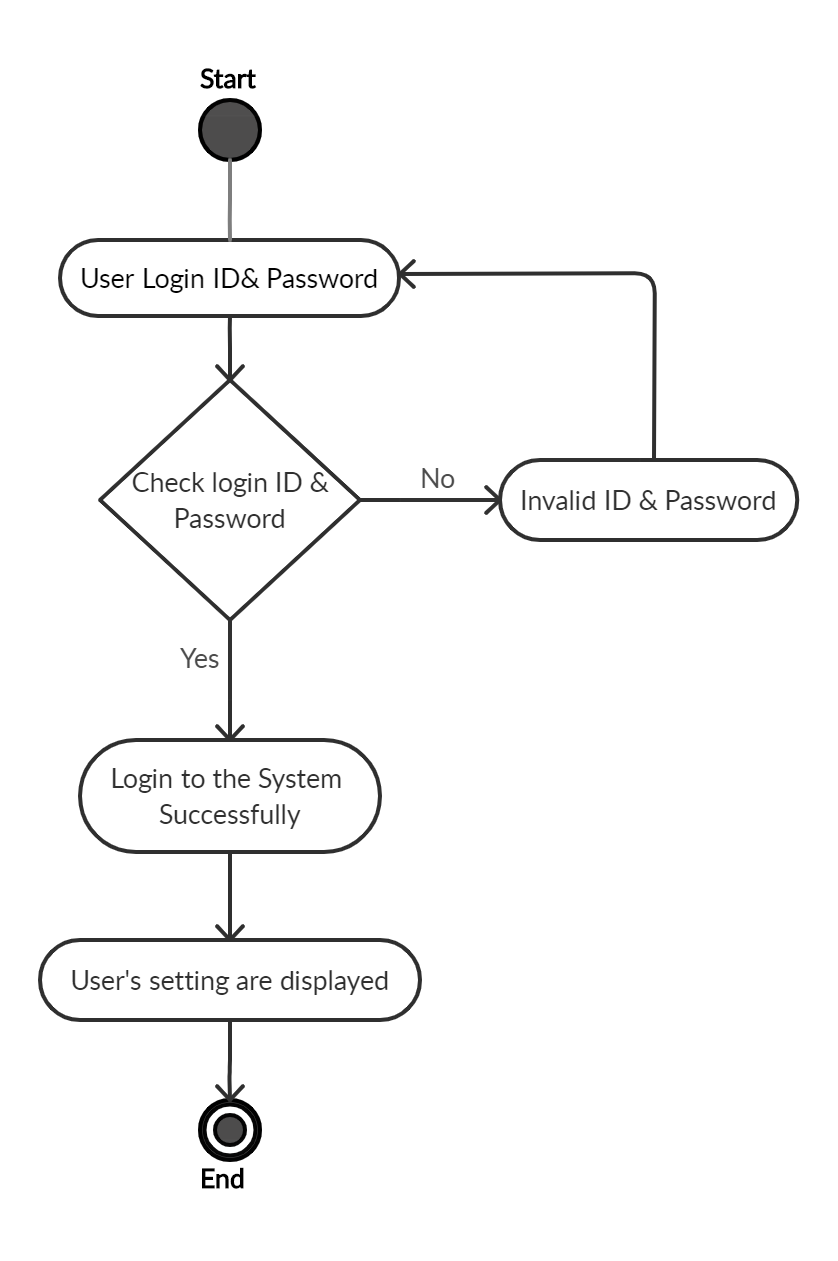 Start
User Login ID& Password
Check login ID &
Password
No
Invalid ID & Password
Yes
Login to the System
Successfully
User's setting are displayed
End